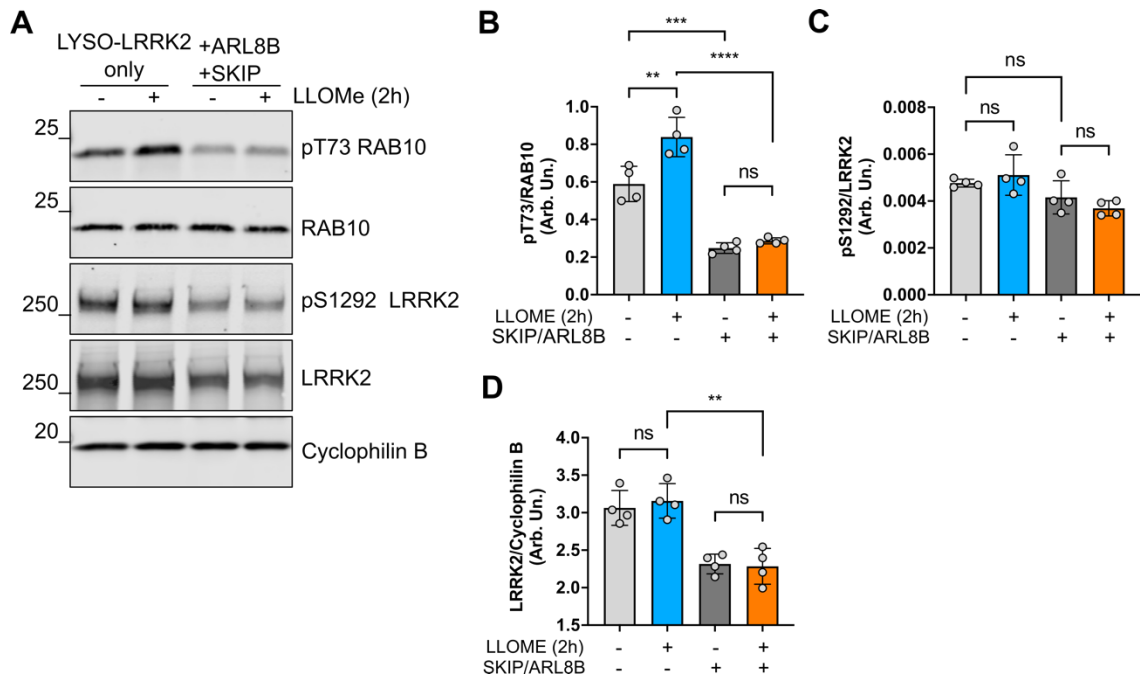 A
LYSO-LRRK2 +ARL8B
only +SKIP
- + - + LLOMe (2h)
25
pT73 RAB10
25
RAB10
250
pS1292 LRRK2
250
LRRK2
20
Cyclophilin B
B
***
****
**
ns
pT73/RAB10
(Arb. Un.)
1.0
0.8
0.6
0.4
0.2
0.0
LLOME (2h) - + - +
SKIP/ARL8B - - + +
C
ns
ns
ns
pS1292/LRRK2
(Arb. Un.)
0.008
0.006
0.004
0.002
0.000
LLOME (2h) - + - +
SKIP/ARL8B - - + +
D
**
ns
ns
LRRK2/Cyclophilin B
(Arb. Un.)
4.0
3.5
3.0
2.5
2.0
1.5
LLOME (2h) - + - +
SKIP/ARL8B - - + +